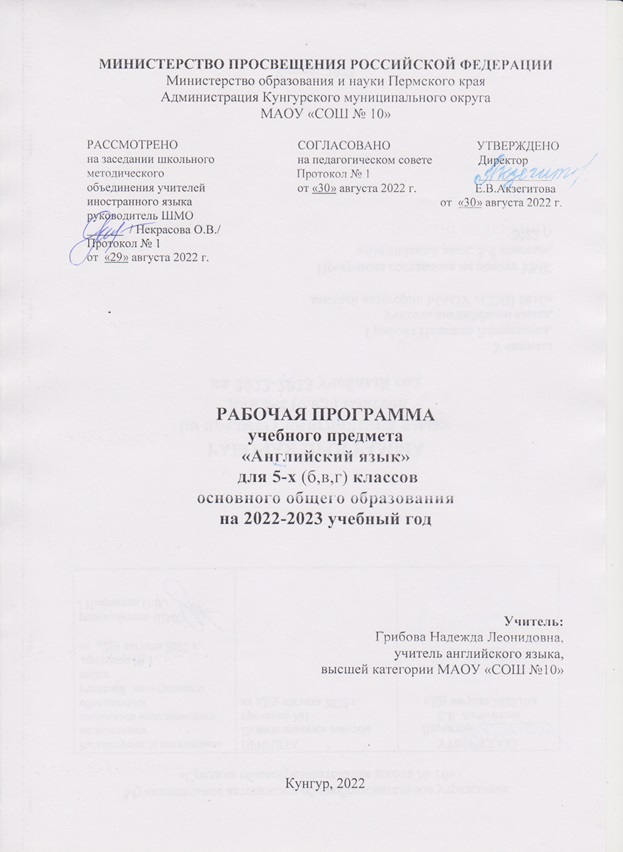 МИНИСТЕРСТВО ПРОСВЕЩЕНИЯ РОССИЙСКОЙ ФЕДЕРАЦИИ
Министерство образования и науки Пермского края
Администрация Кунгурского муниципального округа
МАОУ «СОШ № 10»
РАССМОТРЕНО
на заседании школьного
методического
объединения учителей
иностранного языка
руководитель ШМО
/ Некрасова О.В./
Протокол № 1
от «29» августа 2022 г.
СОГЛАСОВАНО
на педагогическом совете
Протокол № 1
от «30» августа 2022 г.
УТВЕРЖДЕНО
Директор
Е.В.Акзегитова
от «30» августа 2022 г.
РАБОЧАЯ ПРОГРАММА
учебного предмета
«Английский язык»
для 5-х (б,в,г) классов
основного общего образования
на 2022-2023 учебный год
Учитель:
Грибова Надежда Леонидовна,
учитель английского языка,
высшей категории МАОУ «СОШ №10»
Кунгур, 2022